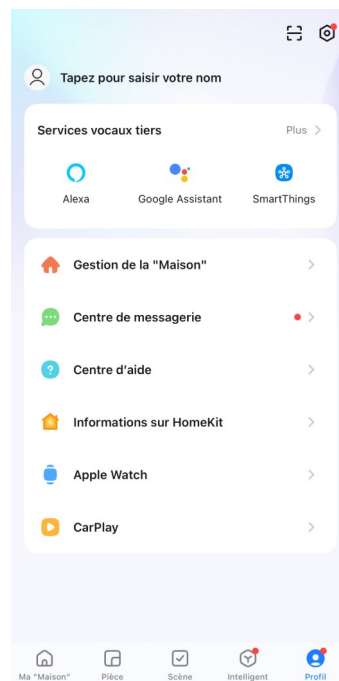 Tapez pour saisir votre nom
Services vocaux tiers Plus
Alexa Google Assistant SmartThings
Gestion de la "Maison"
Centre de messagerie
Centre d'aide
Informations sur HomeKit
Apple Watch
CarPlay
Ma "Maison" Pièce Scène Intelligent Profil